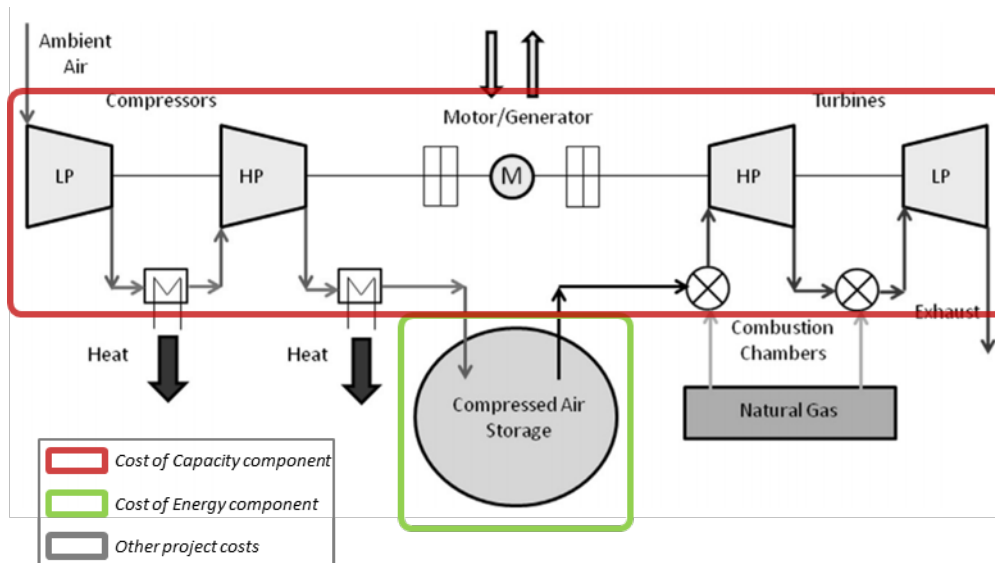 Ambient
Air
Compressors
Motor/Generator
Turbines
LP
HP
M
HP
LP
Heat
Heat
Compressed Air
Storage
Combustion
Chambers
Exhaust
Natural Gas
Cost of Capacity component
Cost of Energy component
Other project costs